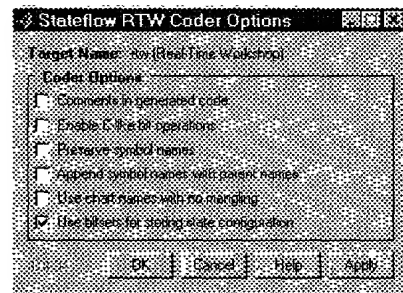 Stateflow RTW Coder Options
Target Name: rtw (Real Time Workshop)
Coder Options
Comments in generated code
Enable C-like bit operations
Preserve symbol names
Append symbol names with parent names
Use chart names with no mangling
Use bitsets for storing state configuration
OK Cancel Help Apply